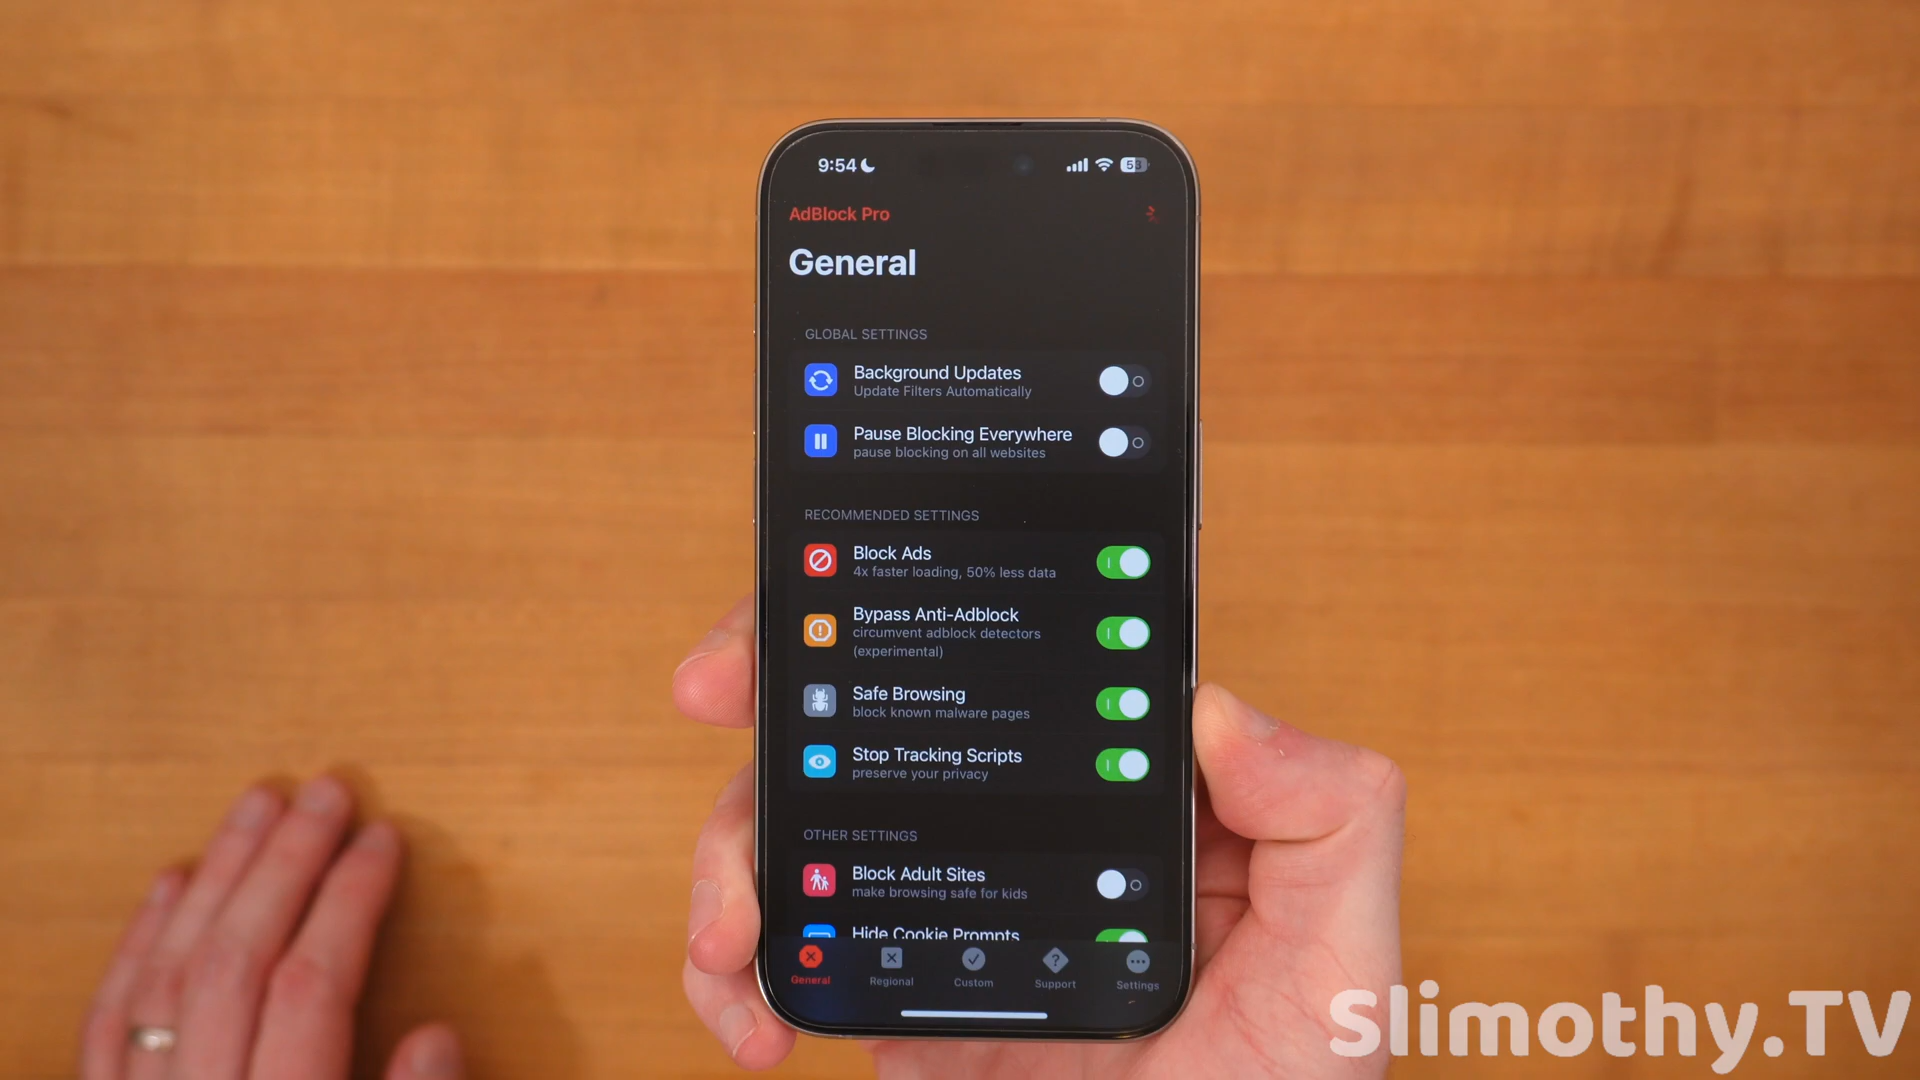 9:54
53
AdBlock Pro
General
GLOBAL SETTINGS
Background Updates
Update Filters Automatically
Pause Blocking Everywhere
pause blocking on all websites
RECOMMENDED SETTINGS
Block Ads
4x faster loading, 50% less data
Bypass Anti-Adblock
circumvent adblock detectors
(experimental)
Safe Browsing
block known malware pages
Stop Tracking Scripts
preserve your privacy
OTHER SETTINGS
Block Adult Sites
make browsing safe for kids
Hide Cookie Prompts
General
Regional
Custom
Support
Settings
Slimothy.TV